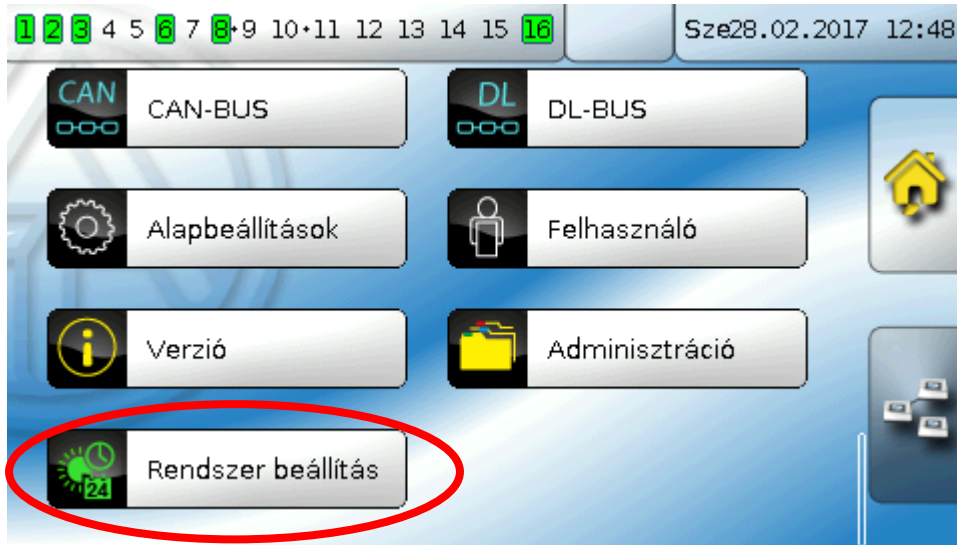 1 2 3 4 5 6 7 8+9 10+11 12 13 14 15 16 Sze28.02.2017 12:48
CAN CAN-BUS
DL DL-BUS
Alapbeállítások
Felhasználó
Verzió
Adminisztráció
24 Rendszer beállítás